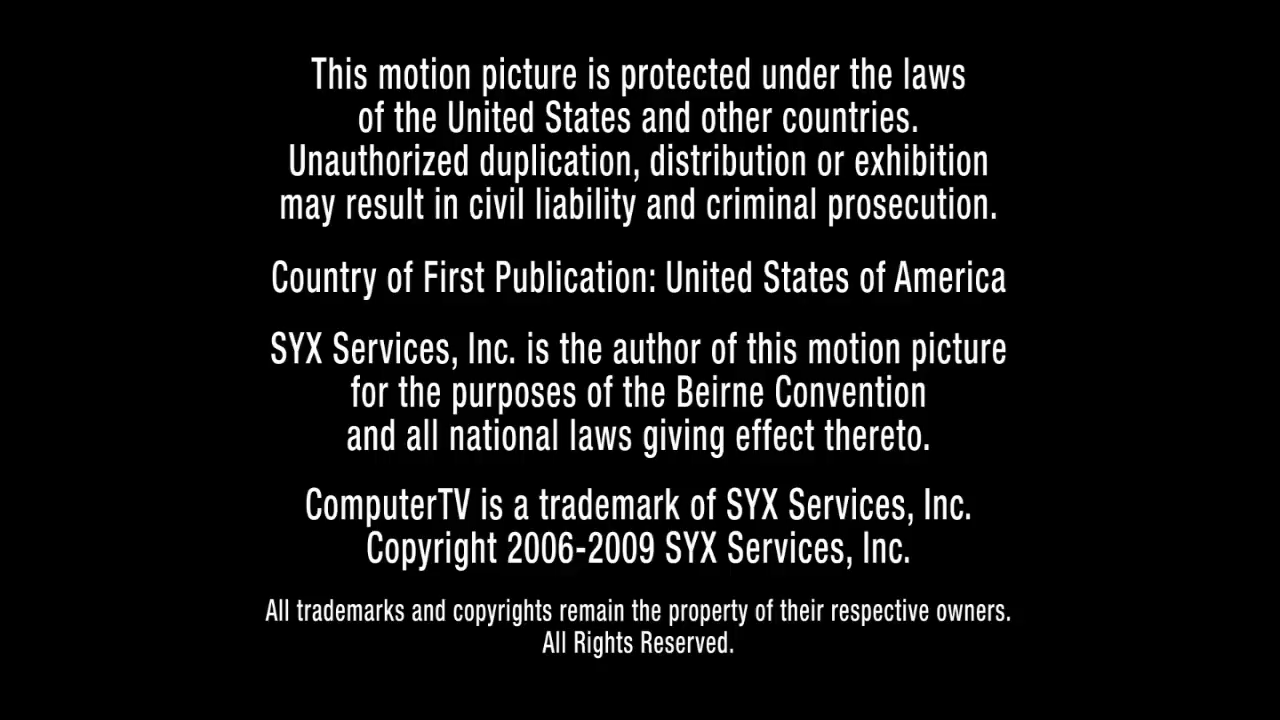 This motion picture is protected under the laws
of the United States and other countries.
Unauthorized duplication, distribution or exhibition
may result in civil liability and criminal prosecution.
Country of First Publication: United States of America
SYX Services, Inc. is the author of this motion picture
for the purposes of the Beirne Convention
and all national laws giving effect thereto.
ComputerTV is a trademark of SYX Services, Inc.
Copyright 2006-2009 SYX Services, Inc.
All trademarks and copyrights remain the property of their respective owners.
All Rights Reserved.